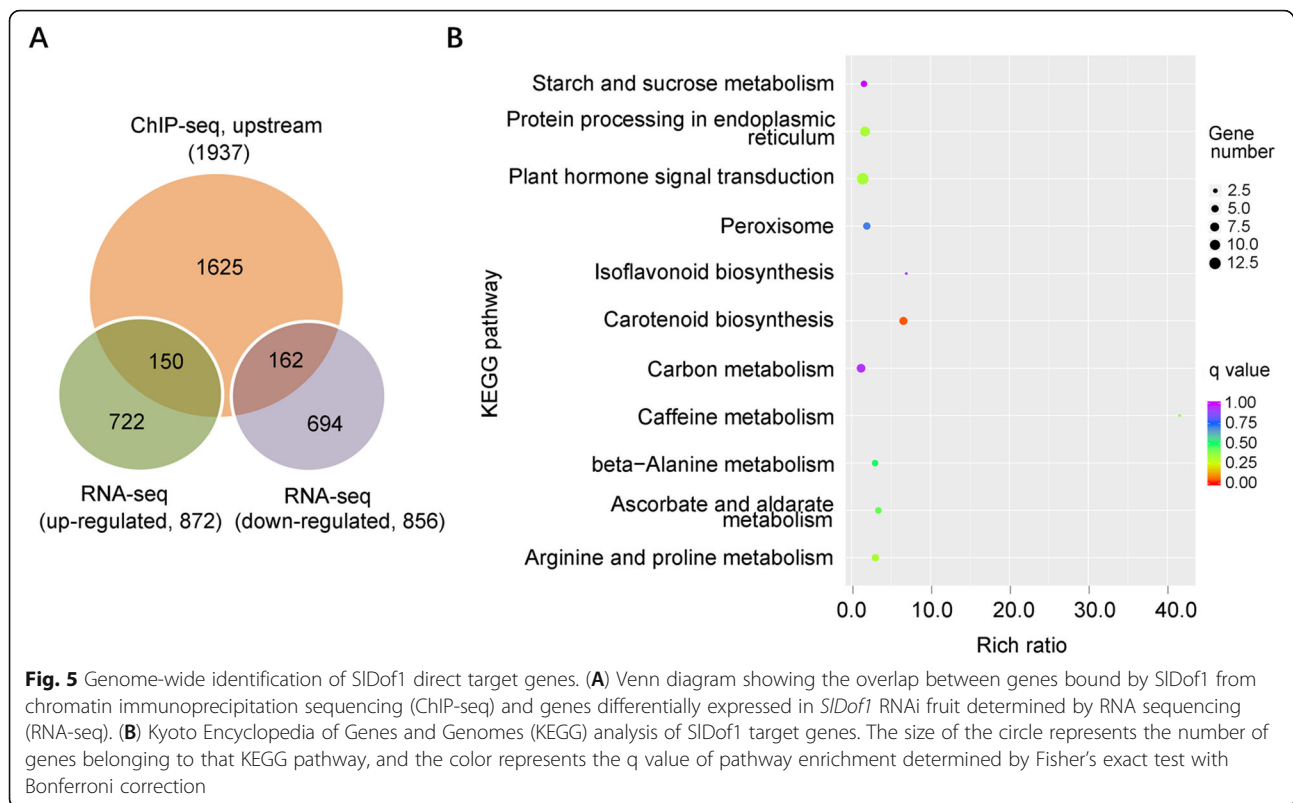 A
ChIP-seq, upstream
(1937)
1625
150
162
722
694
RNA-seq
(up-regulated, 872)
RNA-seq
(down-regulated, 856)
B
KEGG pathway
Starch and sucrose metabolism
Protein processing in endoplasmic
reticulum
Plant hormone signal transduction
Peroxisome
Isoflavonoid biosynthesis
Carotenoid biosynthesis
Carbon metabolism
Caffeine metabolism
beta−Alanine metabolism
Ascorbate and aldarate
metabolism
Arginine and proline metabolism
0.0 10.0 20.0 30.0 40.0
Rich ratio
Gene
number
2.5
5.0
7.5
10.0
12.5
q value
1.00
0.75
0.50
0.25
0.00
Fig. 5 Genome-wide identification of SlDof1 direct target genes. (A) Venn diagram showing the overlap between genes bound by SlDof1 from
chromatin immunoprecipitation sequencing (ChIP-seq) and genes differentially expressed in SlDof1 RNAi fruit determined by RNA sequencing
(RNA-seq). (B) Kyoto Encyclopedia of Genes and Genomes (KEGG) analysis of SlDof1 target genes. The size of the circle represents the number of
genes belonging to that KEGG pathway, and the color represents the q value of pathway enrichment determined by Fisher's exact test with
Bonferroni correction